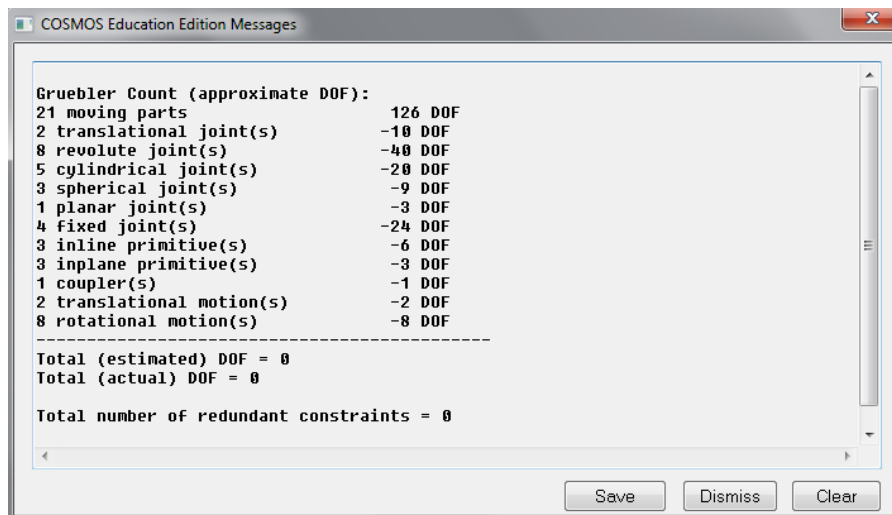 COSMOS Education Edition Messages
Gruebler Count (approximate DOF):
21 moving parts 126 DOF
2 translational joint(s) -10 DOF
8 revolute joint(s) -40 DOF
5 cylindrical joint(s) -20 DOF
3 spherical joint(s) -9 DOF
1 planar joint(s) -3 DOF
4 fixed joint(s) -24 DOF
3 inline primitive(s) -6 DOF
3 inplane primitive(s) -3 DOF
1 coupler(s) -1 DOF
2 translational motion(s) -2 DOF
8 rotational motion(s) -8 DOF
----------------------------------------------
Total (estimated) DOF = 0
Total (actual) DOF = 0
Total number of redundant constraints = 0
Save Dismiss Clear